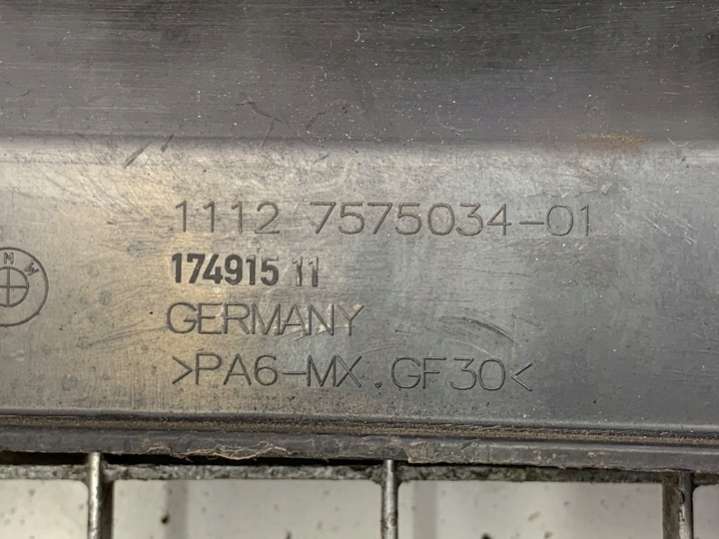 1112 7575034-01
174915 11
GERMANY
>PA6-MX.GF30<